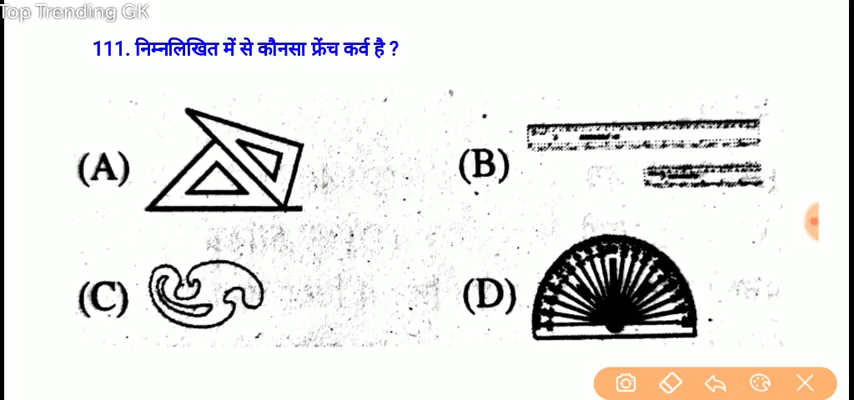 Top Trending GK
111. निम्नलिखित में से कौनसा फ्रेंच कर्व है ?
(A)
(B)
(C)
(D)